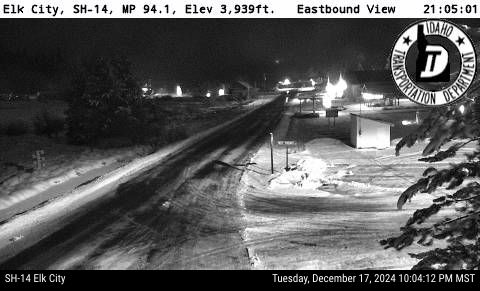 Elk City, SH-14, MP 94.1, Elev 3,939ft. Eastbound View 21:05:01
IDAHO
TRANSPORTATION DEPARTMENT
SH-14 Elk City Tuesday, December 17, 2024 10:04:12 PM MST